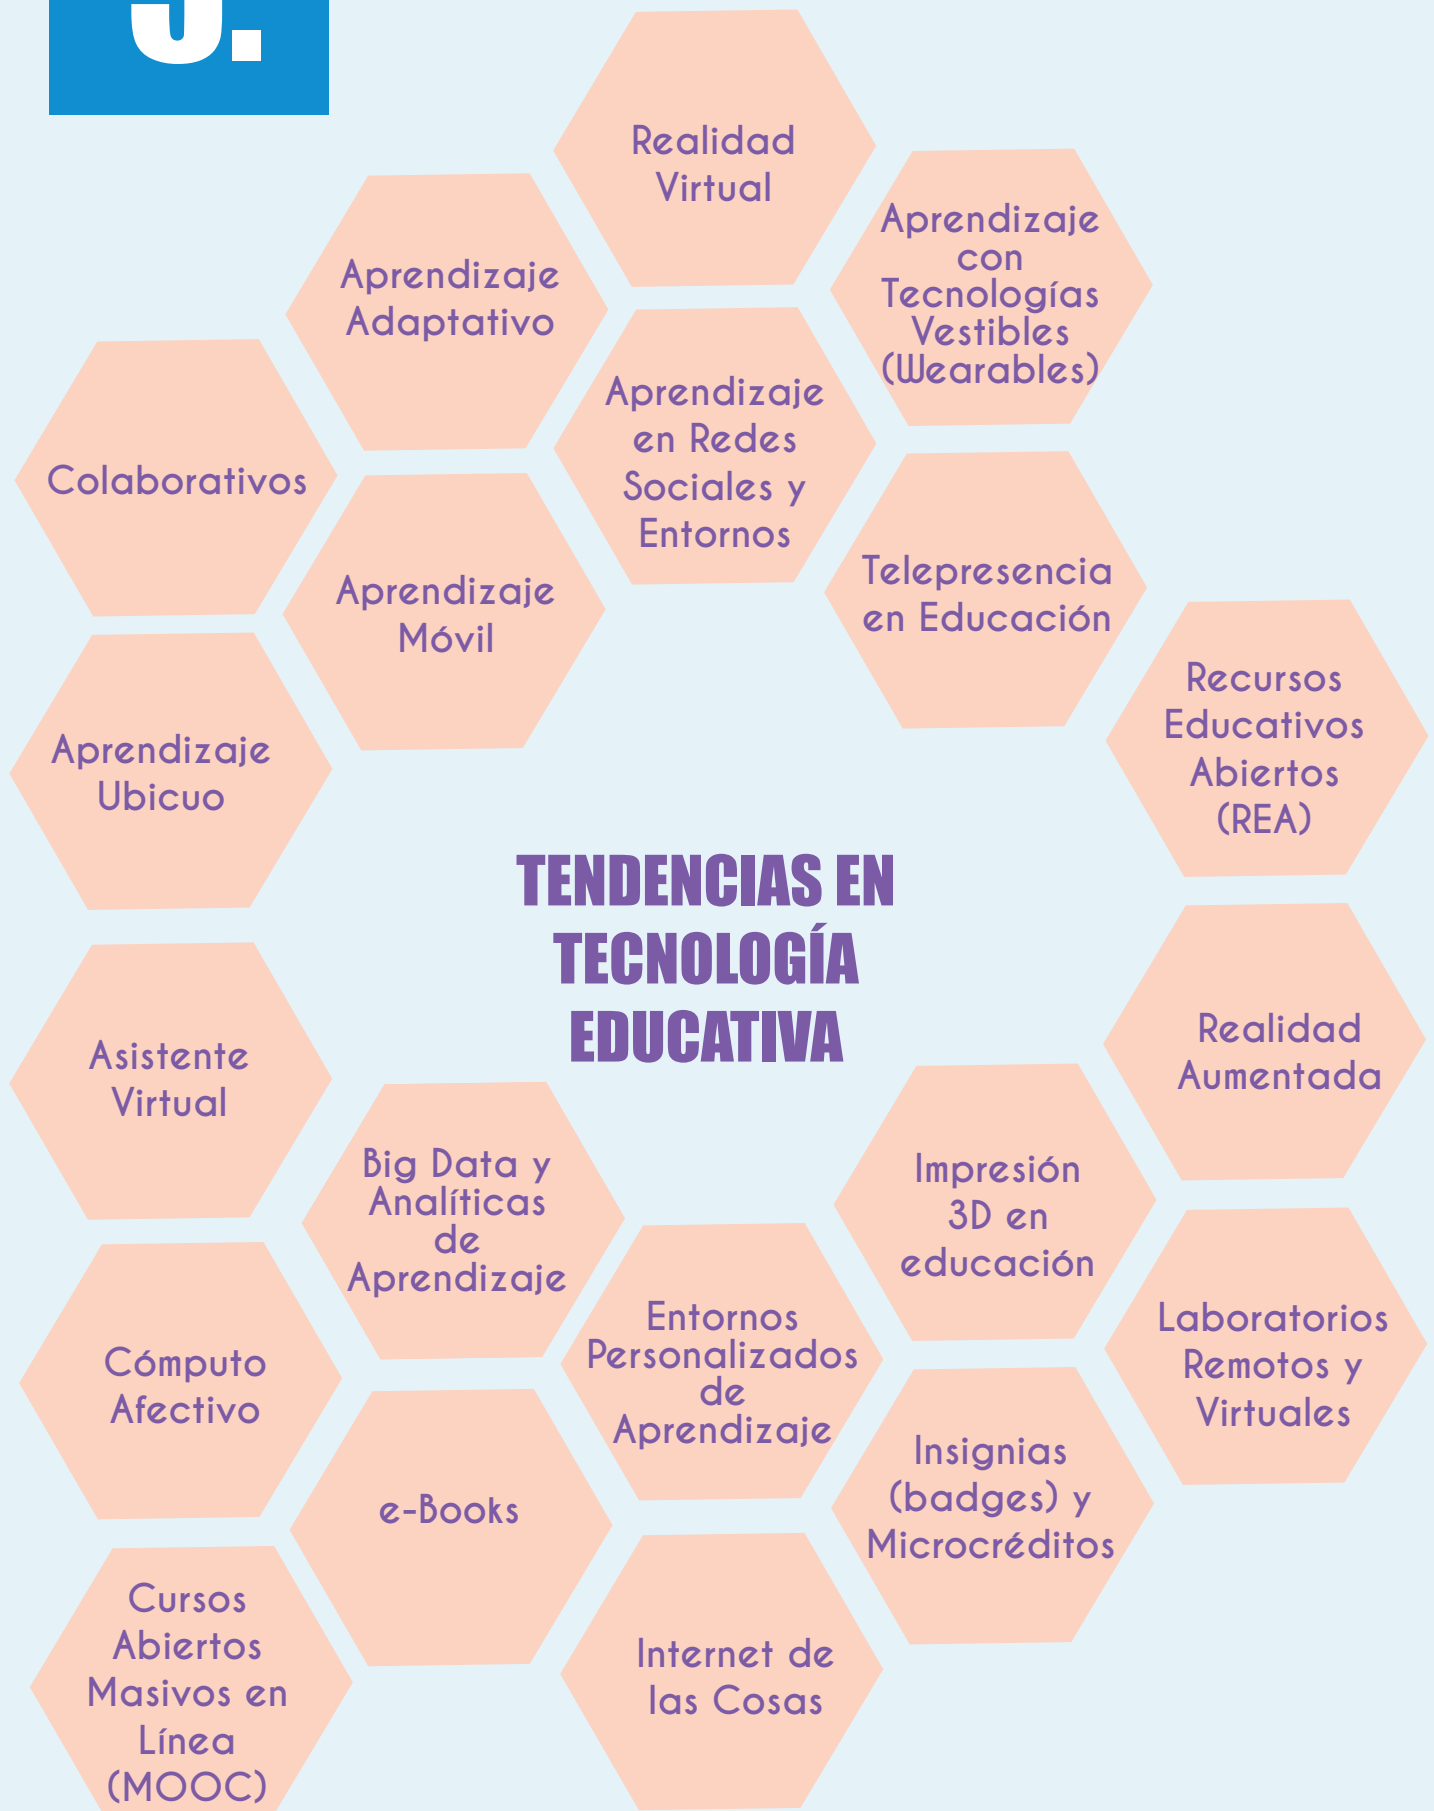 Realidad
Virtual
Aprendizaje
con
Tecnologías
Vestibles
(Wearables)
Aprendizaje
Adaptativo
Aprendizaje
en Redes
Sociales y
Entornos
Colaborativos
Aprendizaje
Móvil
Telepresencia
en Educación
Recursos
Educativos
Abiertos
(REA)
Aprendizaje
Ubicuo
TENDENCIAS EN
TECNOLOGÍA
EDUCATIVA
Asistente
Virtual
Realidad
Aumentada
Big Data y
Analíticas
de
Aprendizaje
Impresión
3D en
educación
Entornos
Personalizados
de
Aprendizaje
Laboratorios
Remotos y
Virtuales
Cómputo
Afectivo
e-Books
Insignias
(badges) y
Microcréditos
Cursos
Abiertos
Masivos en
Línea
(MOOC)
Internet de
las Cosas